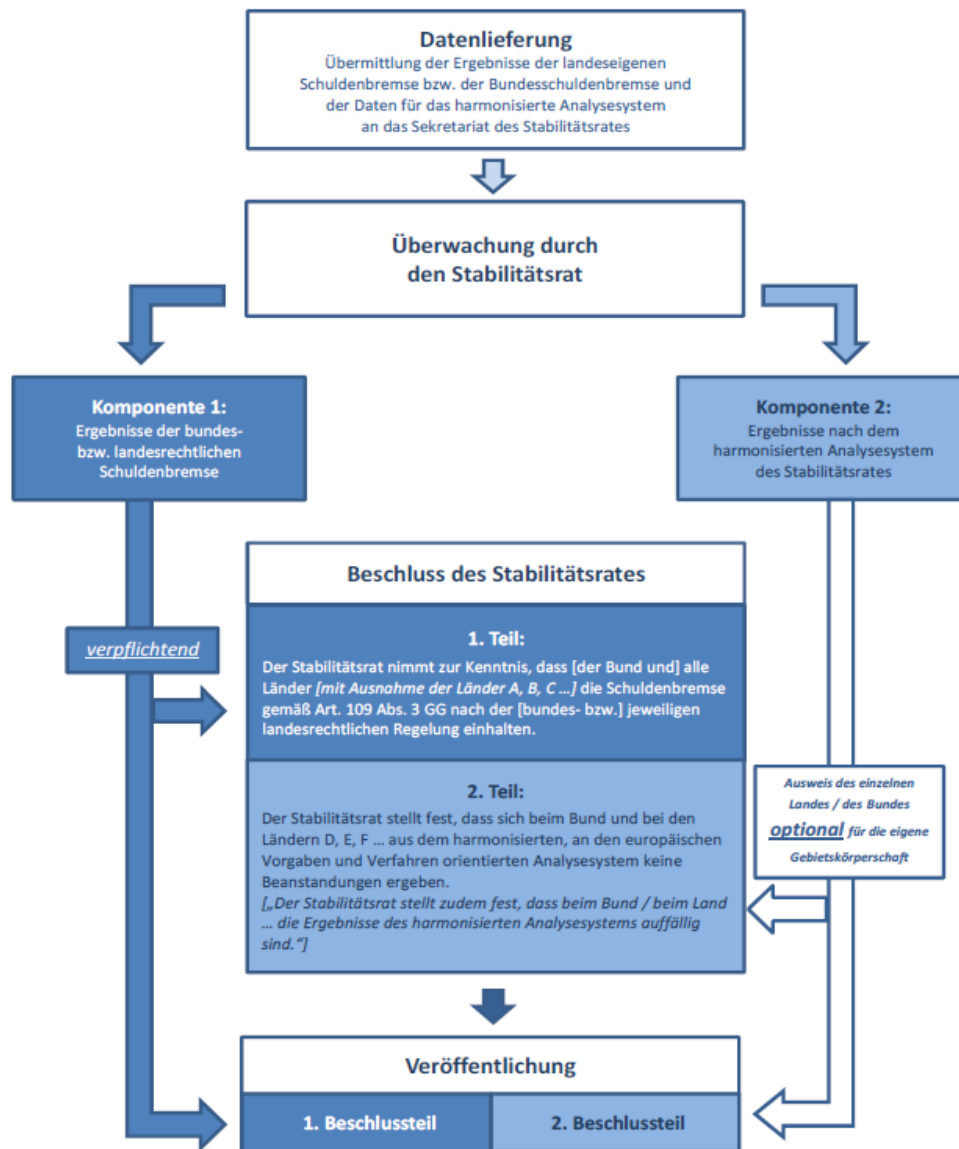 Datenlieferung
Übermittlung der Ergebnisse der landeseigenen
Schuldenbremse bzw. der Bundesschuldenbremse und
der Daten für das harmonisierte Analysesystem
an das Sekretariat des Stabilitätsrates
Überwachung durch
den Stabilitätsrat
Komponente 1:
Ergebnisse der bundes-
bzw. landesrechtlichen
Schuldenbremse
Komponente 2:
Ergebnisse nach dem
harmonisierten Analysesystem
des Stabilitätsrates
Beschluss des Stabilitätsrates
verpflichtend
1. Teil:
Der Stabilitätsrat nimmt zur Kenntnis, dass [der Bund und] alle
Länder [mit Ausnahme der Länder A, B, C …] die Schuldenbremse
gemäß Art. 109 Abs. 3 GG nach der [bundes- bzw.] jeweiligen
landesrechtlichen Regelung einhalten.
2. Teil:
Der Stabilitätsrat stellt fest, dass sich beim Bund und bei den
Ländern D, E, F … aus dem harmonisierten, an den europäischen
Vorgaben und Verfahren orientierten Analysesystem keine
Beanstandungen ergeben.
[„Der Stabilitätsrat stellt zudem fest, dass beim Bund / beim Land
… die Ergebnisse des harmonisierten Analysesystems auffällig
sind.“]
Ausweis des einzelnen
Landes / des Bundes
optional für die eigene
Gebietskörperschaft
Veröffentlichung
1. Beschlussteil
2. Beschlussteil